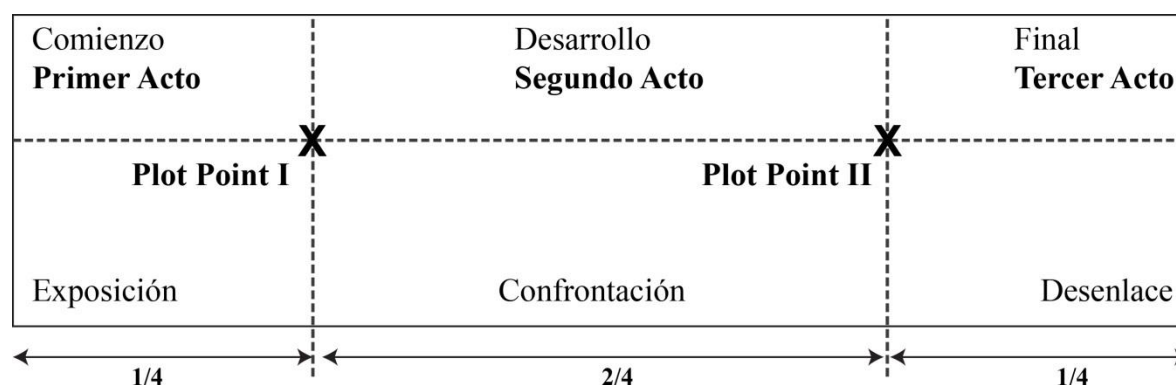 Comienzo
Primer Acto
Desarrollo
Segundo Acto
Final
Tercer Acto
X
X
Plot Point I
Plot Point II
Exposición
Confrontación
Desenlace
1/4
2/4
1/4